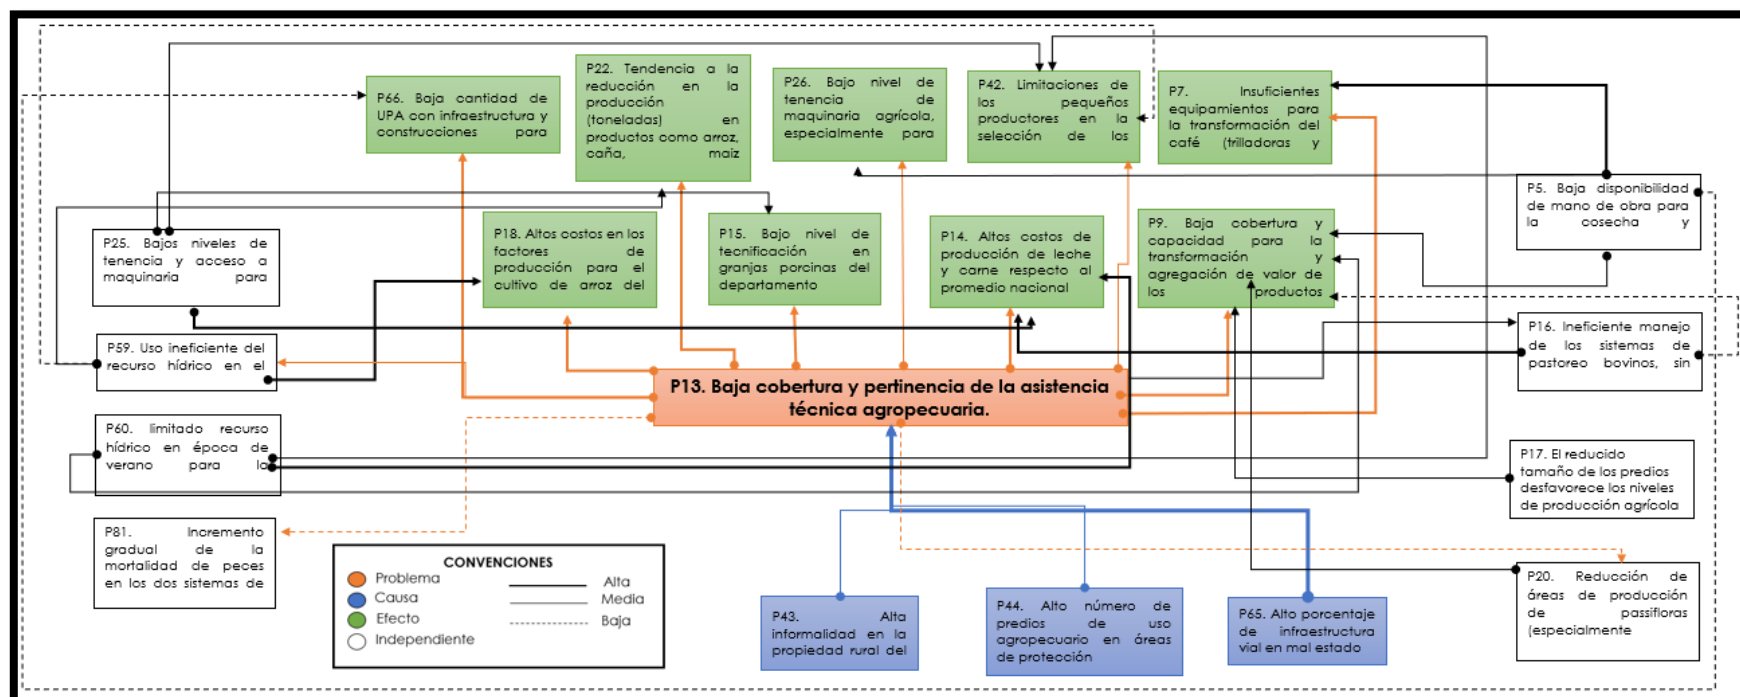 P66. Baja cantidad de
UPA con infraestructura y
construcciones para
P22. Tendencia a la
reducción en la
producción
(toneladas) en
productos como arroz,
caña, maiz
P26. Bajo nivel de
tenencia de
maquinaria agrícola,
especialmente para
P42. Limitaciones de
los pequeños
productores en la
selección de los
P7. Insuficientes
equipamientos para
la transformación del
café (trilladoras y
P5. Baja disponibilidad
de mano de obra para
la cosecha y
P25. Bajos niveles de
tenencia y acceso a
maquinaria para
P18. Altos costos en los
factores de
producción para el
cultivo de arroz del
P15. Bajo nivel de
tecnificación en
granjas porcinas del
departamento
P14. Altos costos de
producción de leche
y carne respecto al
promedio nacional
P9. Baja cobertura y
capacidad para la
transformación y
agregación de valor de
los productos
P59. Uso ineficiente del
recurso hídrico en el
P16. Ineficiente manejo
de los sistemas de
pastoreo bovinos, sin
P13. Baja cobertura y pertinencia de la asistencia
técnica agropecuaria.
P60. limitado recurso
hídrico en época de
verano para la
P17. El reducido
tamaño de los predios
desfavorece los niveles
de producción agrícola
P81. Incremento
gradual de la
mortalidad de peces
en los dos sistemas de
CONVENCIONES
Problema
Causa
Efecto
Independiente
Alta
Media
Baja
P43. Alta
informalidad en la
propiedad rural del
P44. Alto número de
predios de uso
agropecuario en áreas
de protección
P65. Alto porcentaje
de infraestructura
vial en mal estado
P20. Reducción de
áreas de producción
de passifloras
(especialmente